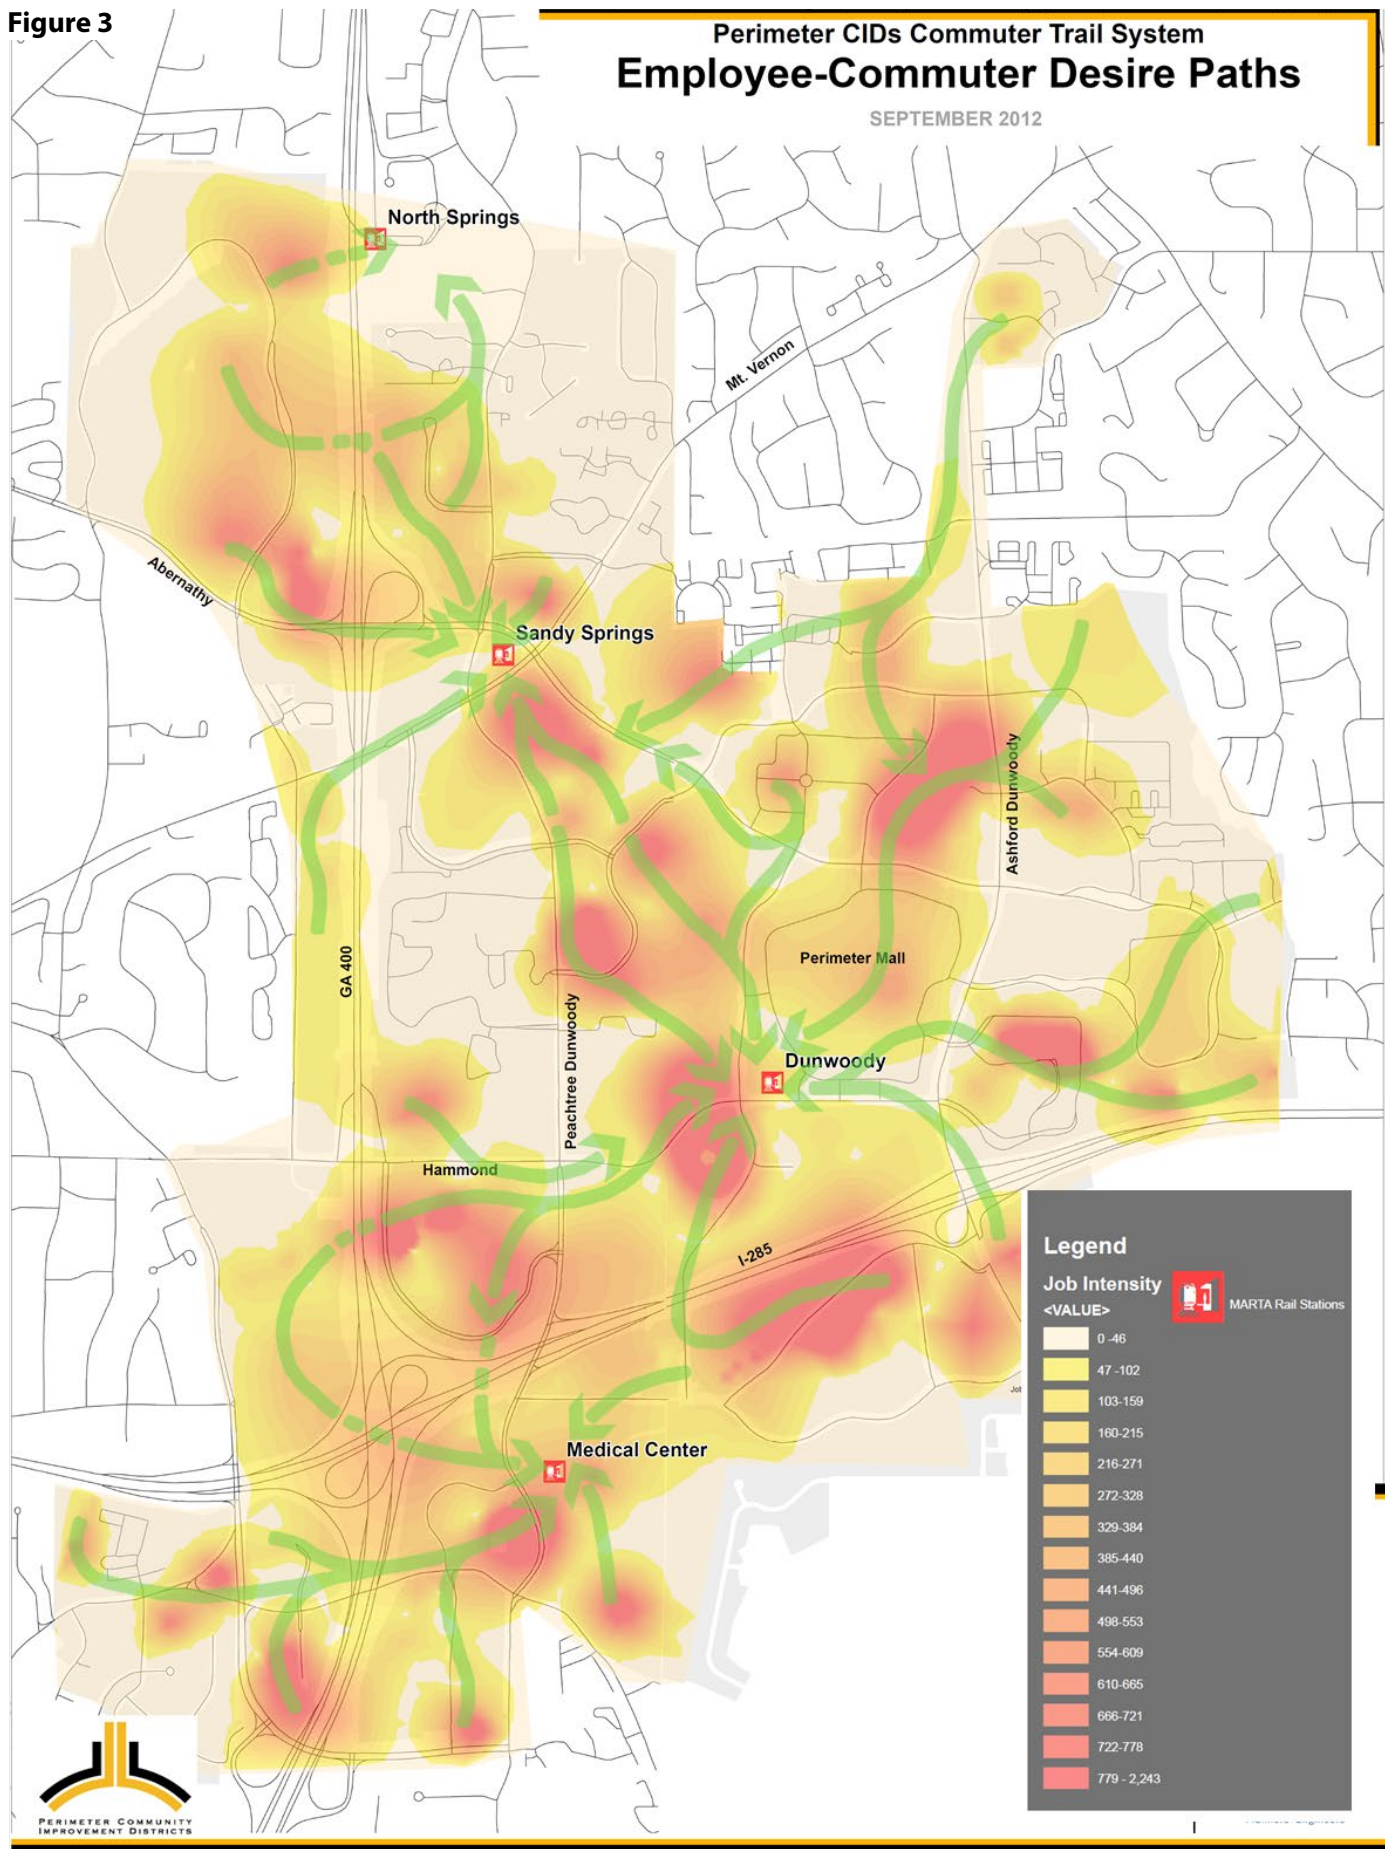 Figure 3
Perimeter CIDs Commuter Trail System
Employee-Commuter Desire Paths
SEPTEMBER 2012
North Springs
Mt. Vernon
Abernathy
Sandy Springs
Ashford Dunwoody
GA 400
Perimeter Mall
Peachtree Dunwoody
Dunwoody
Hammond
I-285
Medical Center
Legend
Job Intensity
<VALUE>
MARTA Rail Stations
0 -46
47 -102
103-159
160-215
216-271
272-328
329-384
385-440
441-496
498-553
554-609
610-665
666-721
722-778
779 - 2,243
Job
PERIMETER COMMUNITY
IMPROVEMENT DISTRICTS